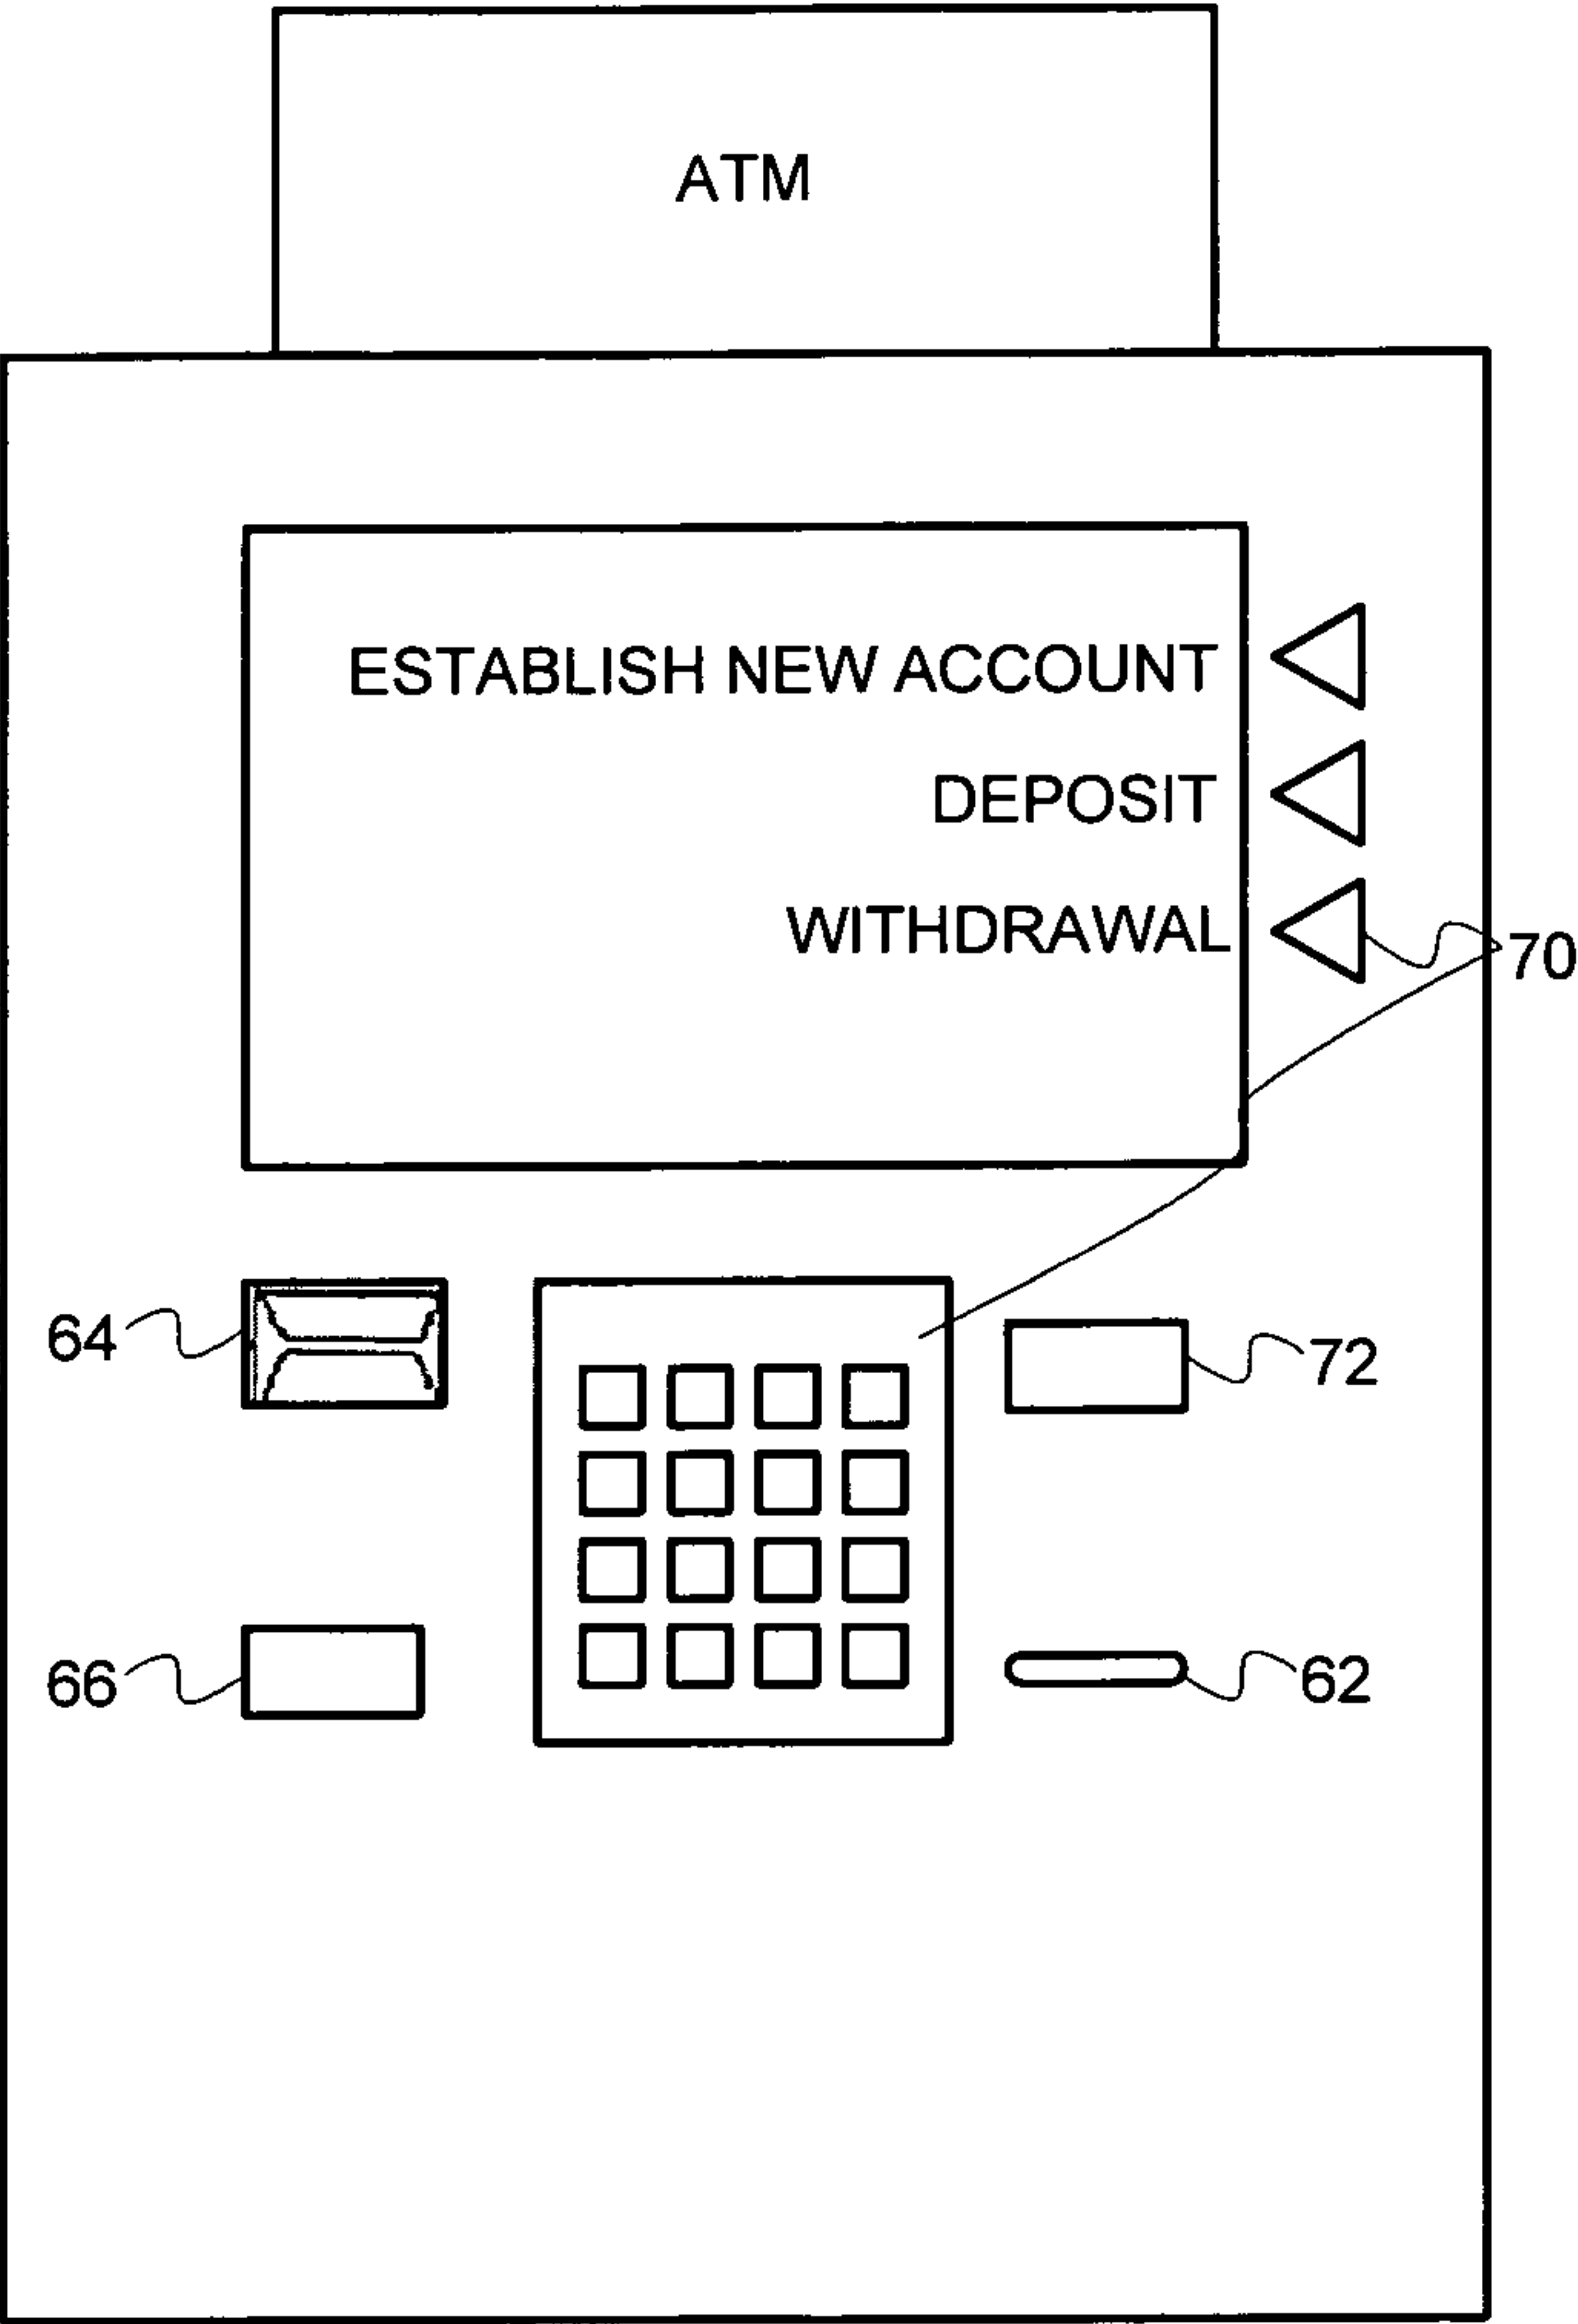 ATM
ESTABLISH NEW ACCOUNT
DEPOSIT
WITHDRAWAL
70
64
72
66
62